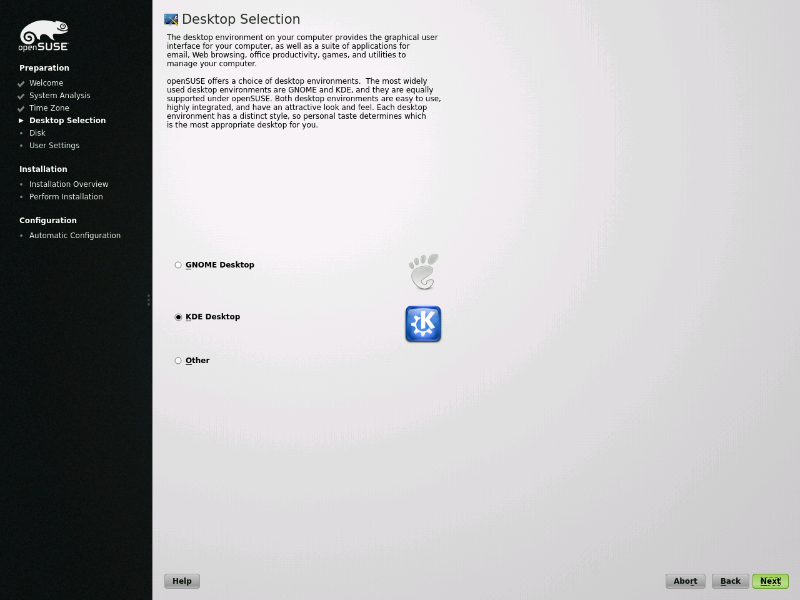 openSUSE
Preparation
Welcome
System Analysis
Time Zone
Desktop Selection
Disk
User Settings
Installation
Installation Overview
Perform Installation
Configuration
Automatic Configuration
Desktop Selection
The desktop environment on your computer provides the graphical user
interface for your computer, as well as a suite of applications for
email, Web browsing, office productivity, games, and utilities to
manage your computer.
openSUSE offers a choice of desktop environments. The most widely
used desktop environments are GNOME and KDE, and they are equally
supported under openSUSE. Both desktop environments are easy to use,
highly integrated, and have an attractive look and feel. Each desktop
environment has a distinct style, so personal taste determines which
is the most appropriate desktop for you.
GNOME Desktop
KDE Desktop
K
Other
Help
Abort
Back
Next